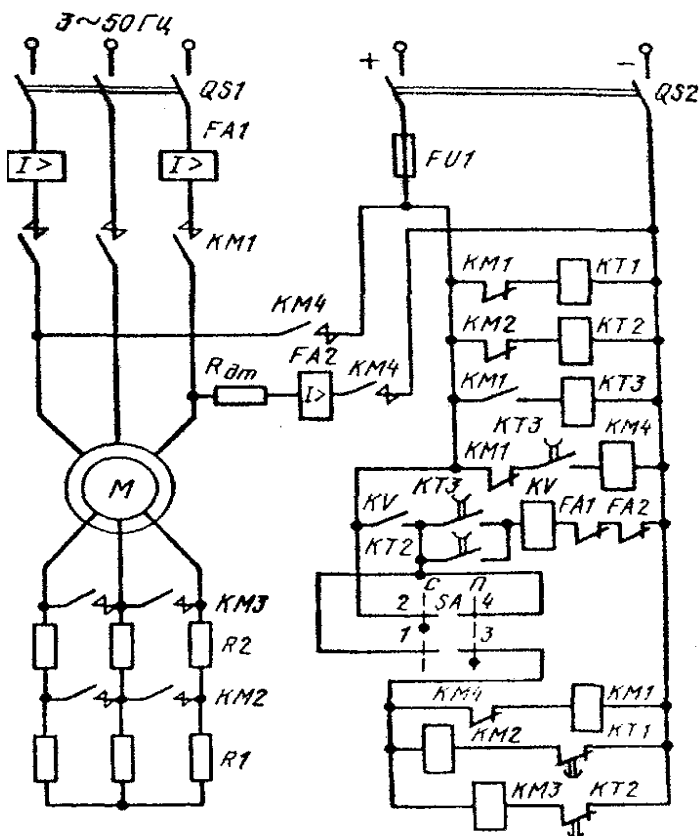 3~50ГЦ
QS1
+
-
QS2
FA1
I>
I>
FU1
KM1
KM1
KT1
KM2
KT2
KM4
FA2
R дт
I>
KM4
KM1
KT3
KT3
KM1
KM4
M
KV
KT3
KV
FA1
FA2
KT2
С
П
2
SA
4
1
3
KM3
R2
KM2
R1
KM4
KM1
KM2
KT1
KM3
KT2